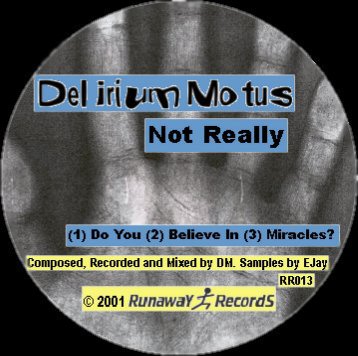 Delirium Motus
Not Really
(1) Do You (2) Believe In (3) Miracles?
Composed, Recorded and Mixed by DM. Samples by EJay
RR013
© 2001 Runaway Records